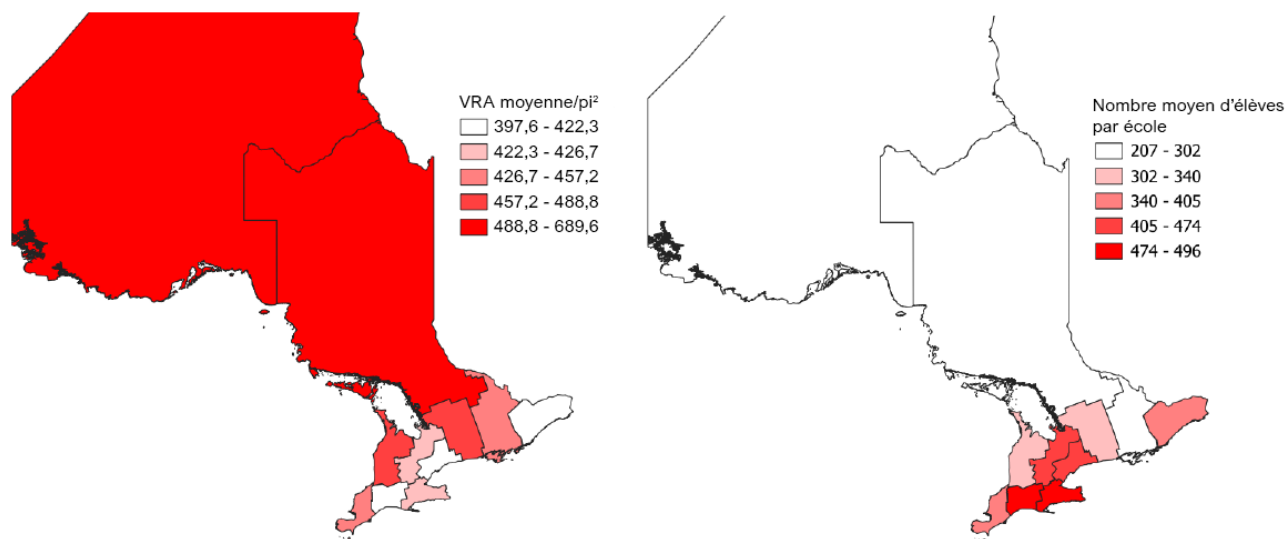 VRA moyenne/pi²
397,6 - 422,3
422,3 - 426,7
426,7 - 457,2
457,2 - 488,8
488,8 - 689,6
Nombre moyen d'élèves
par école
207 - 302
302 - 340
340 - 405
405 - 474
474 - 496